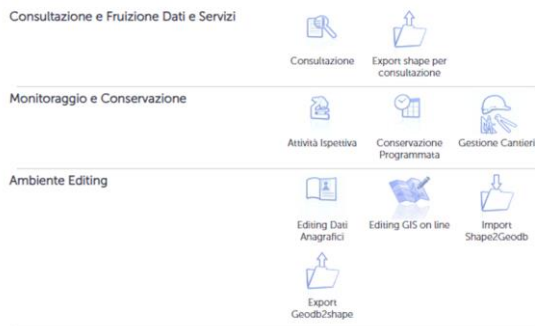 Consultazione e Fruizione Dati e Servizi
Consultazione
Export shape per
consultazione
Monitoraggio e Conservazione
Attività Ispettiva
Conservazione
Programmata
Gestione Cantieri
Ambiente Editing
Editing Dati
Anagrafici
Editing GIS on line
Import
Shape2Geodb
Export
Geodb2shape